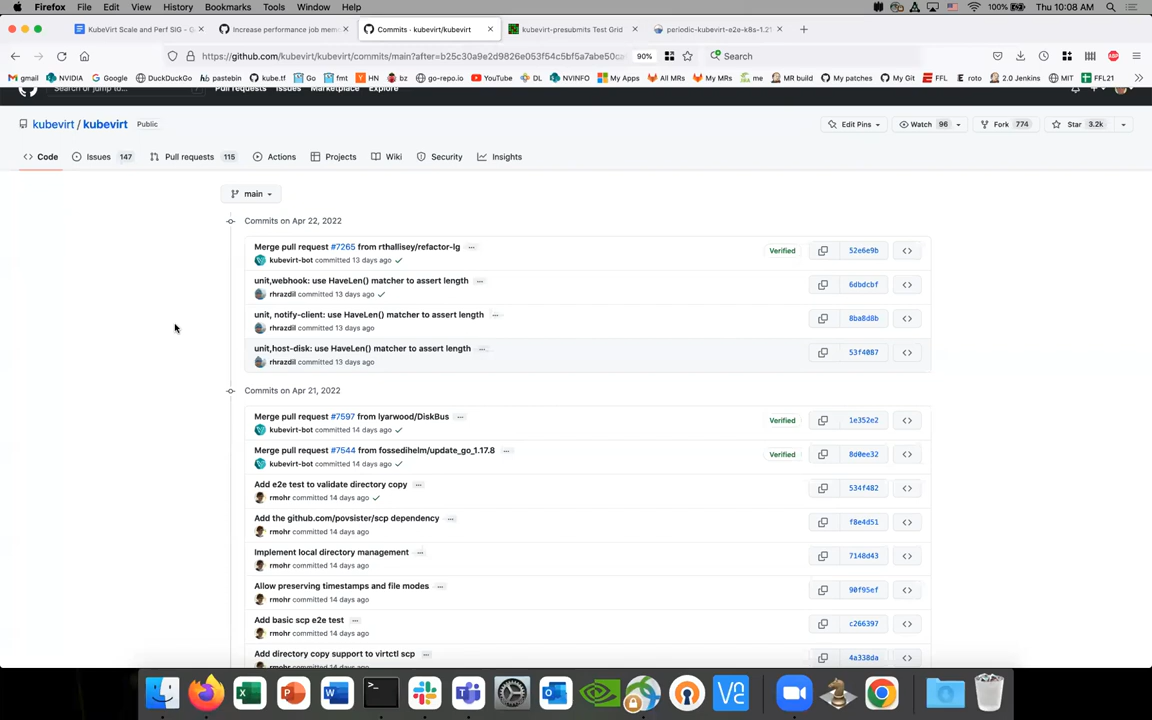 Firefox File Edit View History Bookmarks Tools Window Help 100% Thu 10:08 AM
KubeVirt Scale and Perf SIG - G
Increase performance job mem
Commits · kubevirt/kubevirt
kubevirt-presubmits Test Grid
periodic-kubevirt-e2e-k8s-1.21
https://github.com/kubevirt/kubevirt/commits/main?after=b25c30a9e2d9826e053f54c5bf5a7abe50c 90% Search
gmail NVIDIA Google DuckDuckGo pastebin kube.tf Go fmt HN bz go-repo.io YouTube DL NVINFO My Apps All MRs My MRs me MR build My patches My Git FFL roto 2.0 Jenkins MIT FFL21
Search or jump to... Pull requests Issues Marketplace Explore
kubevirt / kubevirt Public Edit Pins Watch 96 Fork 774 Star 3.2k
Code Issues 147 Pull requests 115 Actions Projects Wiki Security Insights
main
Commits on Apr 22, 2022
Merge pull request #7265 from rthallisey/refactor-lg ... Verified 52e6e9b
kubevirt-bot committed 13 days ago
unit,webhook: use HaveLen() matcher to assert length ... 6dbdcbf
rhrazdil committed 13 days ago
unit, notify-client: use HaveLen() matcher to assert length ... 8ba8d8b
rhrazdil committed 13 days ago
unit,host-disk: use HaveLen() matcher to assert length ... 53f4087
rhrazdil committed 13 days ago
Commits on Apr 21, 2022
Merge pull request #7597 from lyarwood/DiskBus ... Verified 1e352e2
kubevirt-bot committed 14 days ago
Merge pull request #7544 from fossedihelm/update_go_1.17.8 ... Verified 8d0ee32
kubevirt-bot committed 14 days ago
Add e2e test to validate directory copy ... 534f482
rmohr committed 14 days ago
Add the github.com/povsister/scp dependency ... f8e4d51
rmohr committed 14 days ago
Implement local directory management ... 7148d43
rmohr committed 14 days ago
Allow preserving timestamps and file modes ... 90f95ef
rmohr committed 14 days ago
Add basic scp e2e test ... c266397
rmohr committed 14 days ago
Add directory copy support to virtctl scp ... 4a338da
rmohr committed 14 days ago